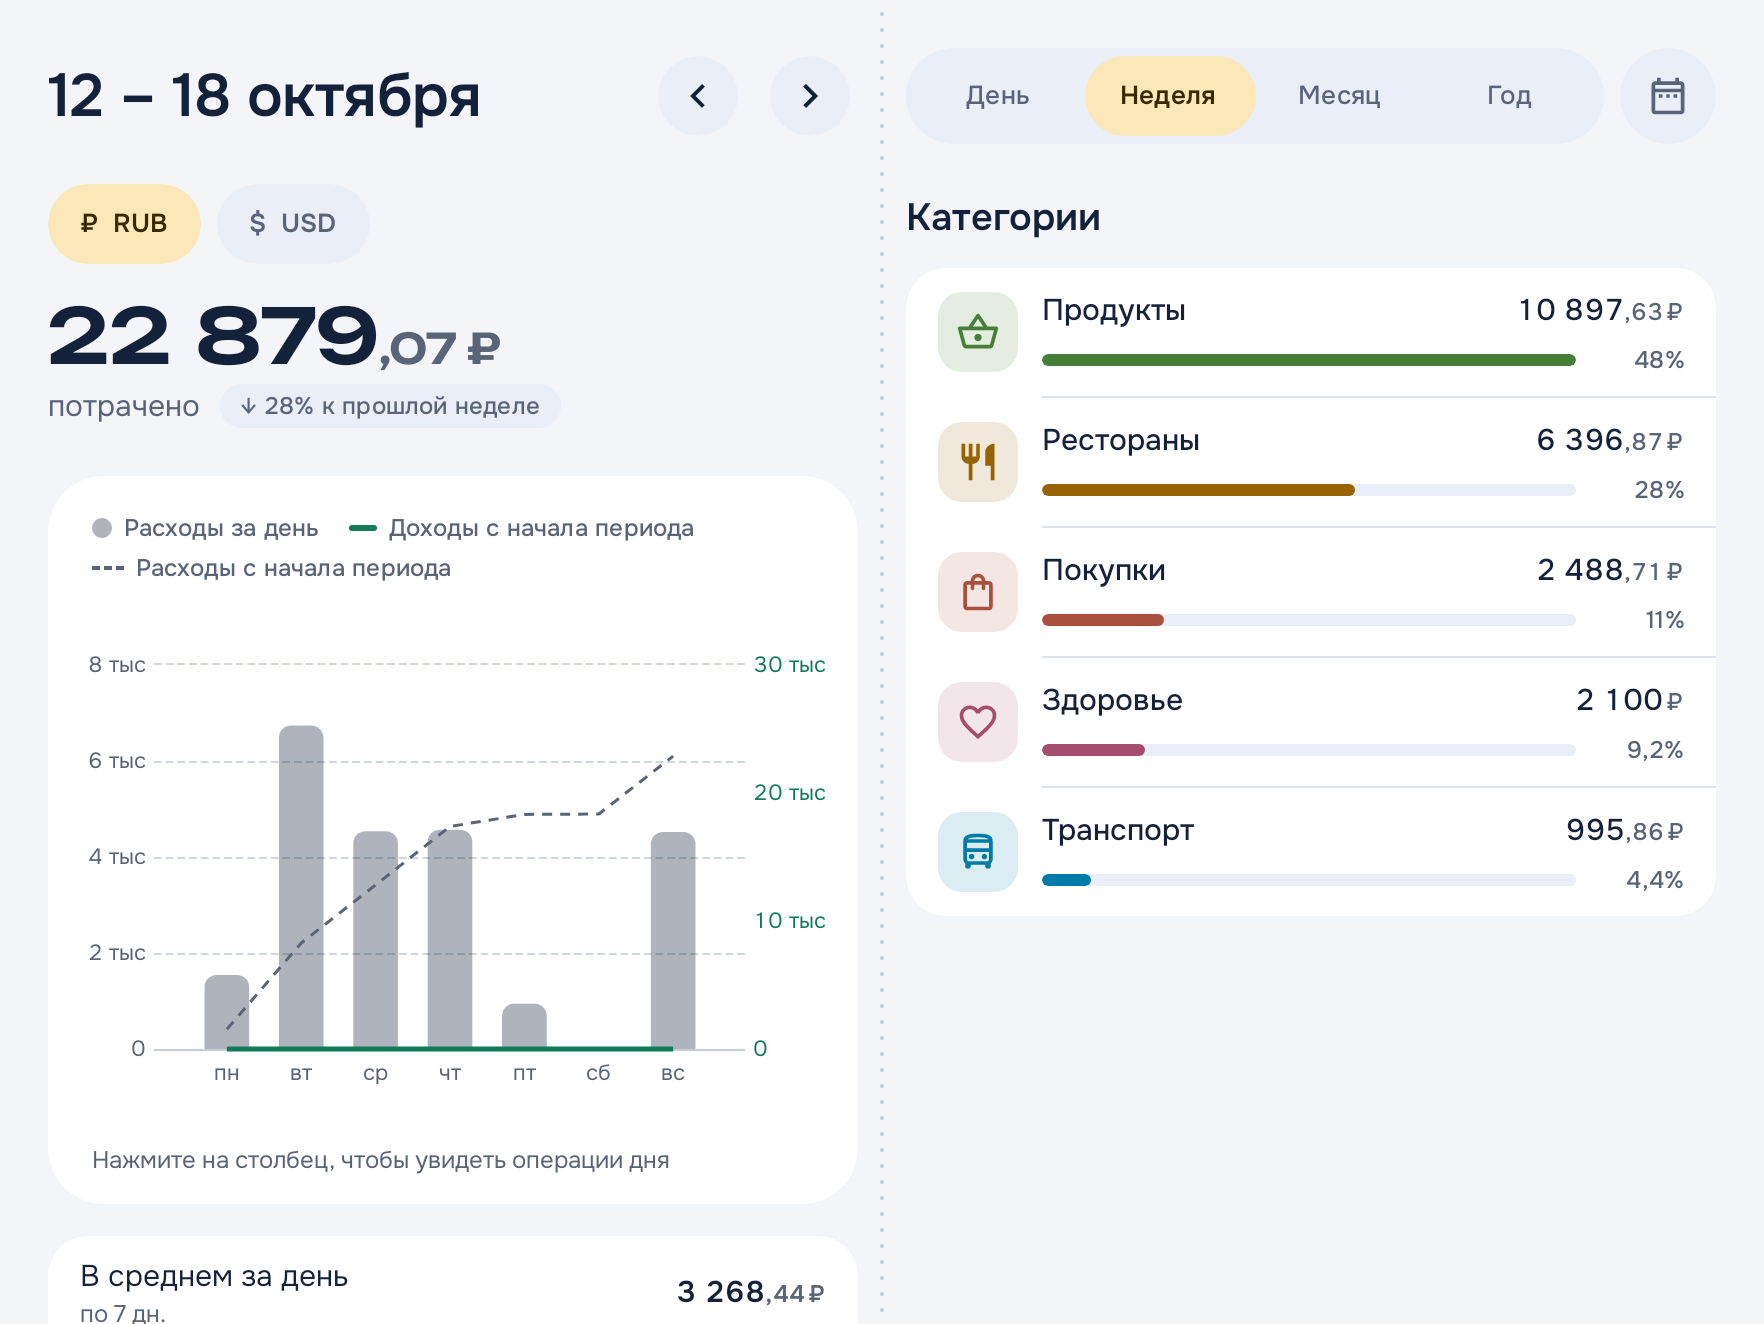 12 – 18 октября
₽ RUB
$ USD
22 879,07 ₽
потрачено
↓ 28% к прошлой неделе
Расходы за день
Доходы с начала периода
Расходы с начала периода
8 тыс
6 тыс
4 тыс
2 тыс
0
30 тыс
20 тыс
10 тыс
0
пн вт ср чт пт сб вс
Нажмите на столбец, чтобы увидеть операции дня
В среднем за день
3 268,44 ₽
по 7 дн.
День Неделя Месяц Год
Категории
Продукты 10 897,63 ₽
48%
Рестораны 6 396,87 ₽
28%
Покупки 2 488,71 ₽
11%
Здоровье 2 100 ₽
9,2%
Транспорт 995,86 ₽
4,4%